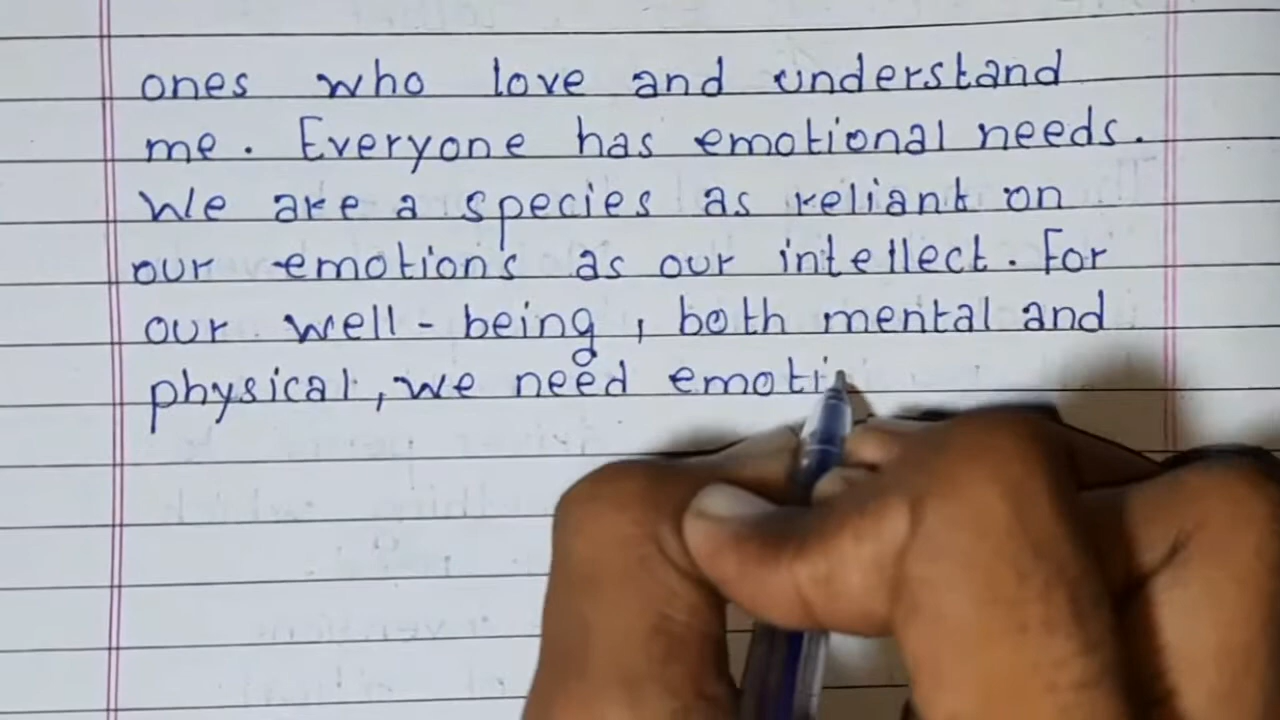 ones who love and understand
me. Everyone has emotional needs.
We are a species as reliant on
our emotions as our intellect. For
our well-being, both mental and
physical, we need emoti